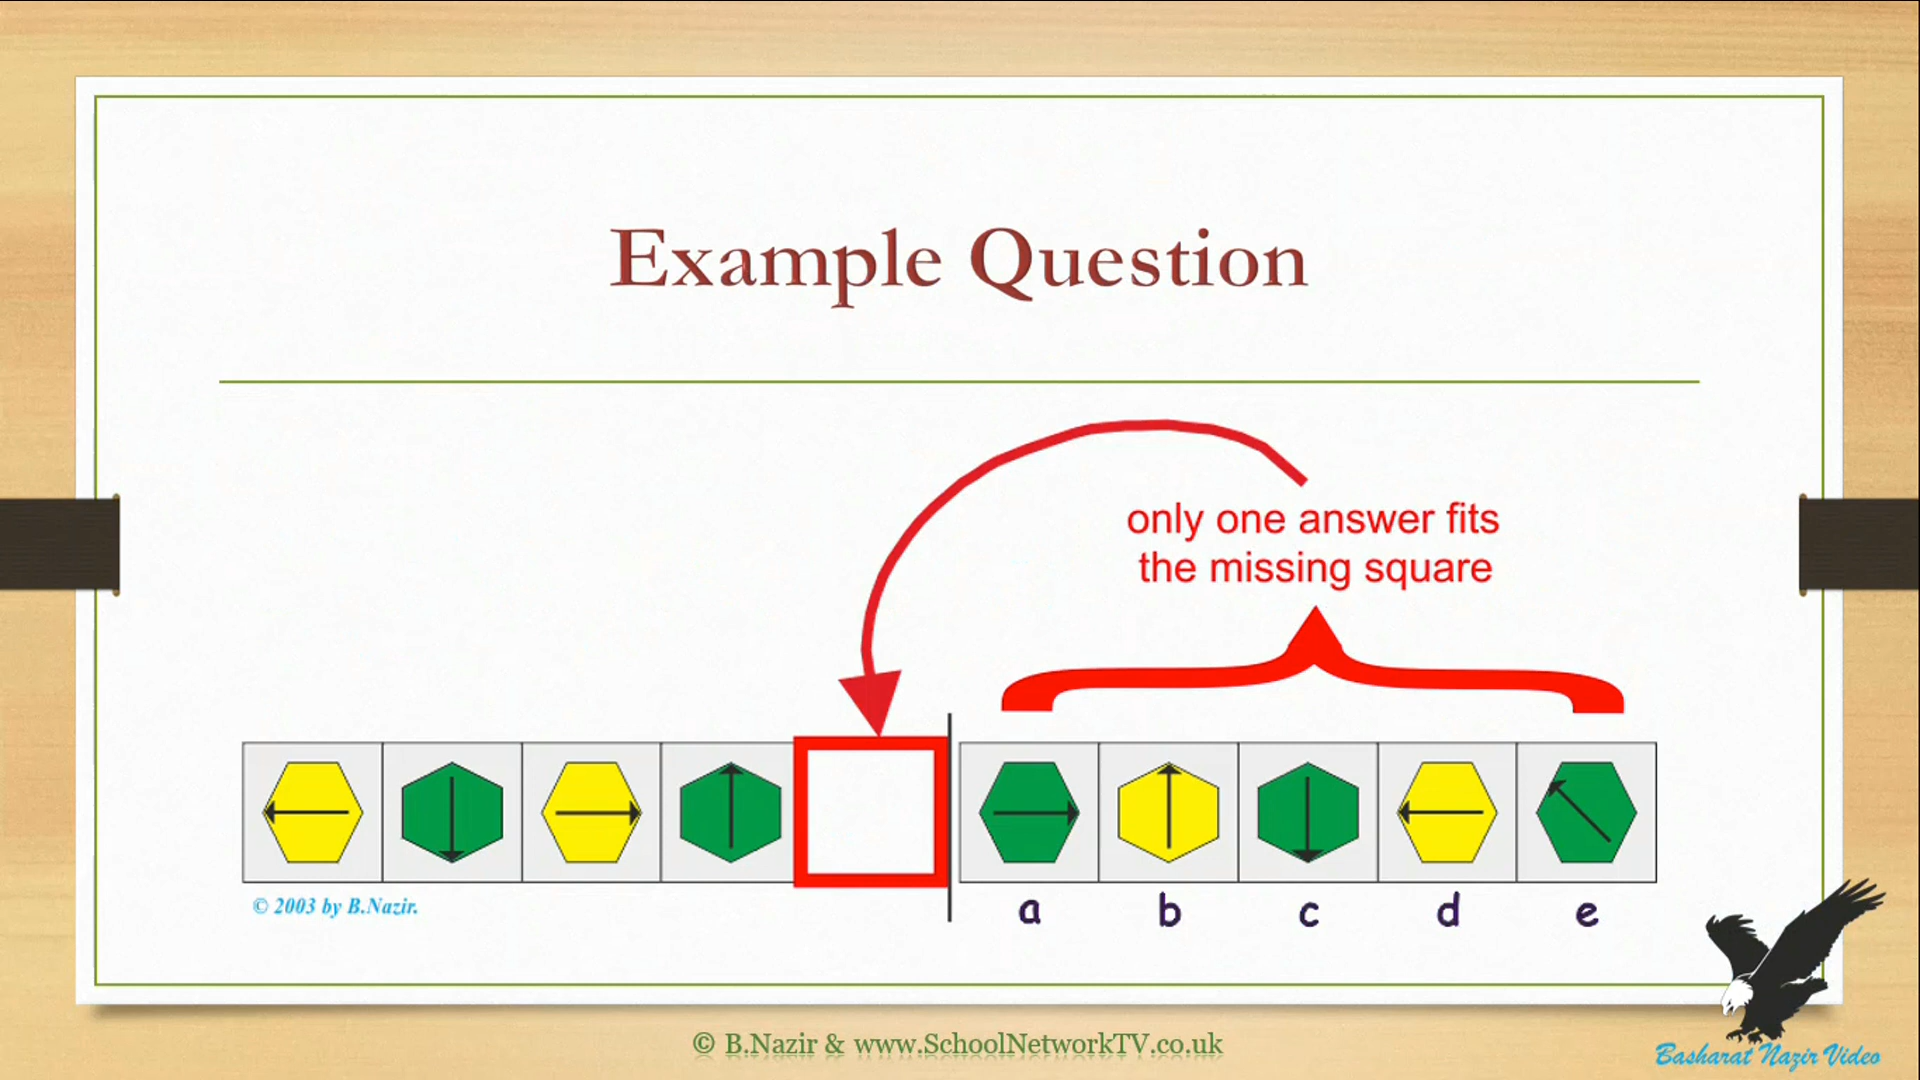 Example Question
only one answer fits
the missing square
© 2003 by B.Nazir.
a b c d e
© B.Nazir & www.SchoolNetworkTV.co.uk
Basharat Nazir Video